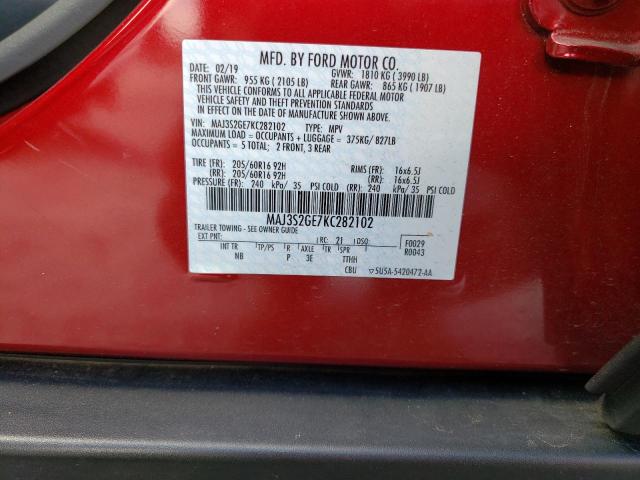 MFD. BY FORD MOTOR CO.
DATE: 02/19 GVWR: 1810 KG ( 3990 LB)
FRONT GAWR: 955 KG ( 2105 LB) REAR GAWR: 865 KG ( 1907 LB)
THIS VEHICLE CONFORMS TO ALL APPLICABLE FEDERAL MOTOR
VEHICLE SAFETY AND THEFT PREVENTION STANDARDS
IN EFFECT ON THE DATE OF MANUFACTURE SHOWN ABOVE.
VIN: MAJ3S2GE7KC282102 TYPE: MPV
MAXIMUM LOAD = OCCUPANTS + LUGGAGE = 375KG/ 827LB
OCCUPANTS = 5 TOTAL; 2 FRONT, 3 REAR
TIRE (FR): 205/60R16 92H RIMS (FR): 16x6.5J
(RR): 205/60R16 92H (RR): 16x6.5J
PRESSURE (FR): 240 kPa/ 35 PSI COLD (RR): 240 kPa/ 35 PSI COLD
MAJ3S2GE7KC282102
TRAILER TOWING - SEE OWNER GUIDE
EXT PNT: RC: 21 DSO: F0029
R0043
INT TR TP/PS R AXLE TR SPR
NB P 3E TTHH
CBU 5U5A-5420472-AA